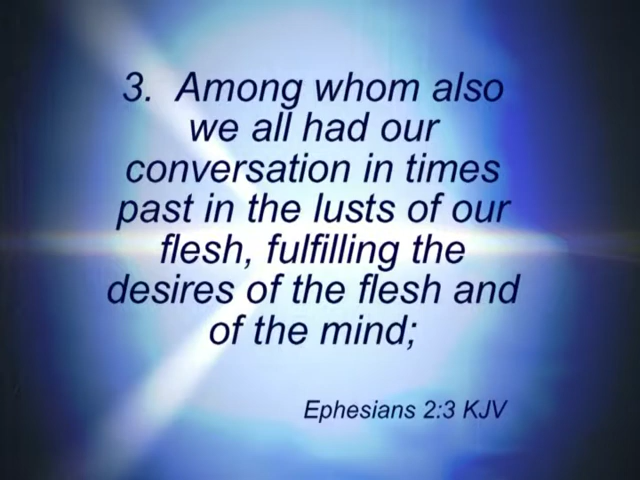 3.  Among whom also
we all had our
conversation in times
past in the lusts of our
flesh, fulfilling the
desires of the flesh and
of the mind;
Ephesians 2:3 KJV